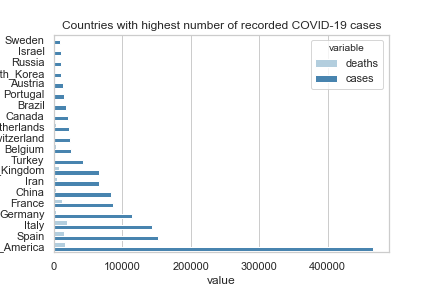 Countries with highest number of recorded COVID-19 cases
Sweden
Israel
Russia
th_Korea
Austria
Portugal
Brazil
Canada
therlands
witzerland
Belgium
Turkey
_Kingdom
Iran
China
France
Germany
Italy
Spain
_America
variable
deaths
cases
0 100000 200000 300000 400000
value